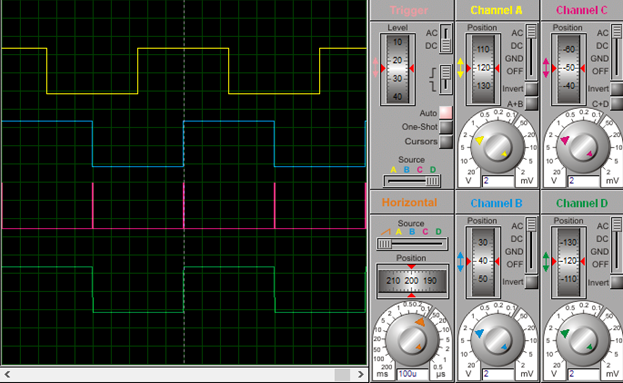 Trigger
Level
10
20
30
40
AC
DC
Auto
One-Shot
Cursors
Source
A B C D
Channel A
Position
110
120
130
AC
DC
GND
OFF
Invert
A+B
V
2
mV
Channel C
Position
-60
-50
-40
AC
DC
GND
OFF
Invert
C+D
V
2
mV
Horizontal
Source
A B C D
Position
210 200 190
ms
100u
µs
Channel B
Position
30
40
50
AC
DC
GND
OFF
Invert
V
2
mV
Channel D
Position
-130
-120
-110
AC
DC
GND
OFF
Invert
V
2
mV